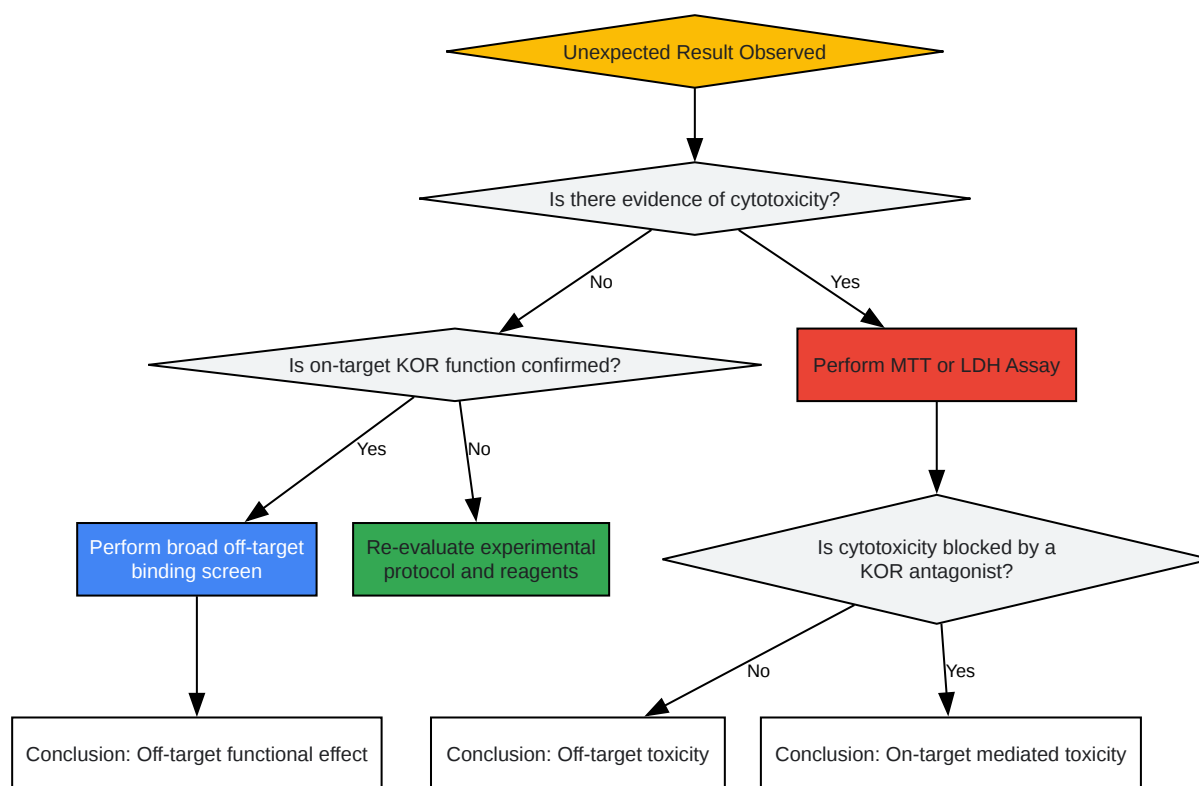 Unexpected Result Observed
Is there evidence of cytotoxicity?
No
Yes
Is on-target KOR function confirmed?
Perform MTT or LDH Assay
Yes
No
Perform broad off-target
binding screen
Re-evaluate experimental
protocol and reagents
Is cytotoxicity blocked by a
KOR antagonist?
No
Yes
Conclusion: Off-target functional effect
Conclusion: Off-target toxicity
Conclusion: On-target mediated toxicity